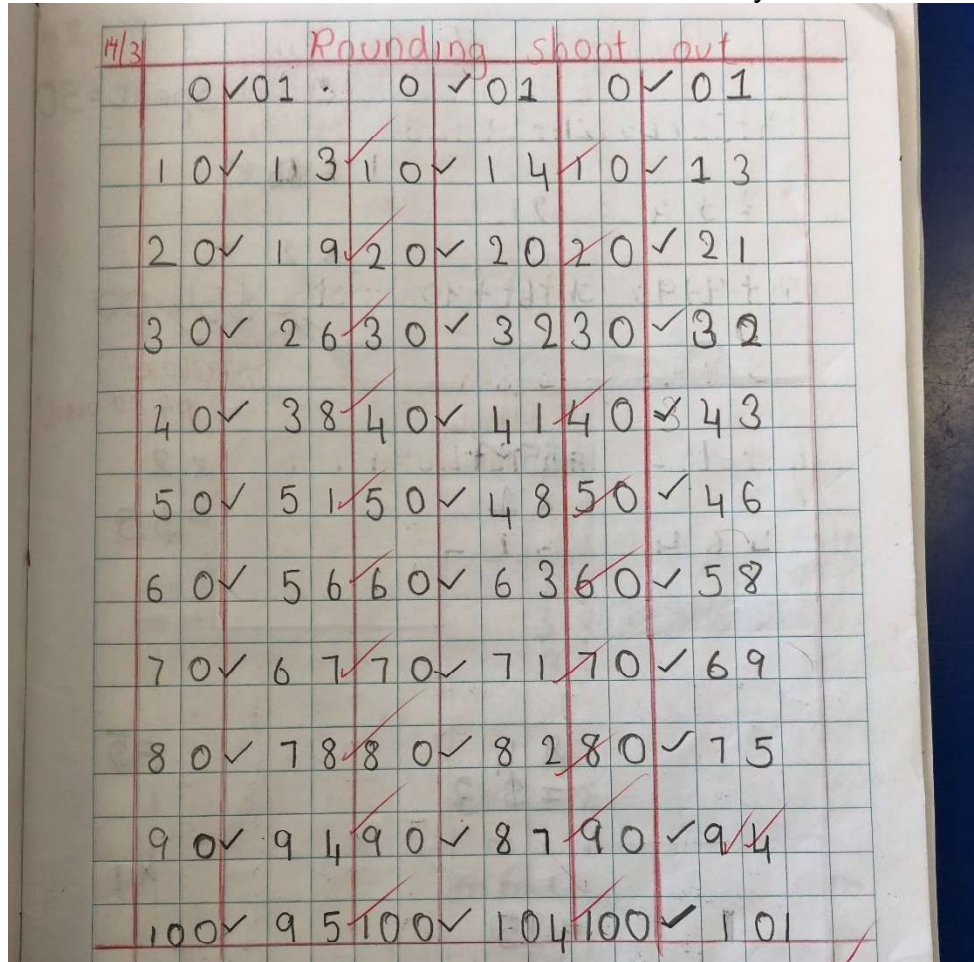 14/3 Rounding shoot out
0 ✓ 01 . 0 ✓ 01 0 ✓ 01
10 ✓ 13 ✓ 10 ✓ 14 ✓ 10 ✓ 13
20 ✓ 19 ✓ 20 ✓ 20 ✓ 20 ✓ 21
30 ✓ 26 ✓ 30 ✓ 32 30 ✓ 32
40 ✓ 38 ✓ 40 ✓ 41 ✓ 40 ✓ 43
50 ✓ 51 ✓ 50 ✓ 48 ✓ 50 ✓ 46
60 ✓ 56 ✓ 60 ✓ 63 ✓ 60 ✓ 58
70 ✓ 67 ✓ 70 ✓ 71 ✓ 70 ✓ 69
80 ✓ 78 ✓ 80 ✓ 82 ✓ 80 ✓ 75
90 ✓ 94 ✓ 90 ✓ 87 ✓ 90 ✓ 94 ✓
100 ✓ 95 ✓ 100 ✓ 104 ✓ 100 ✓ 101